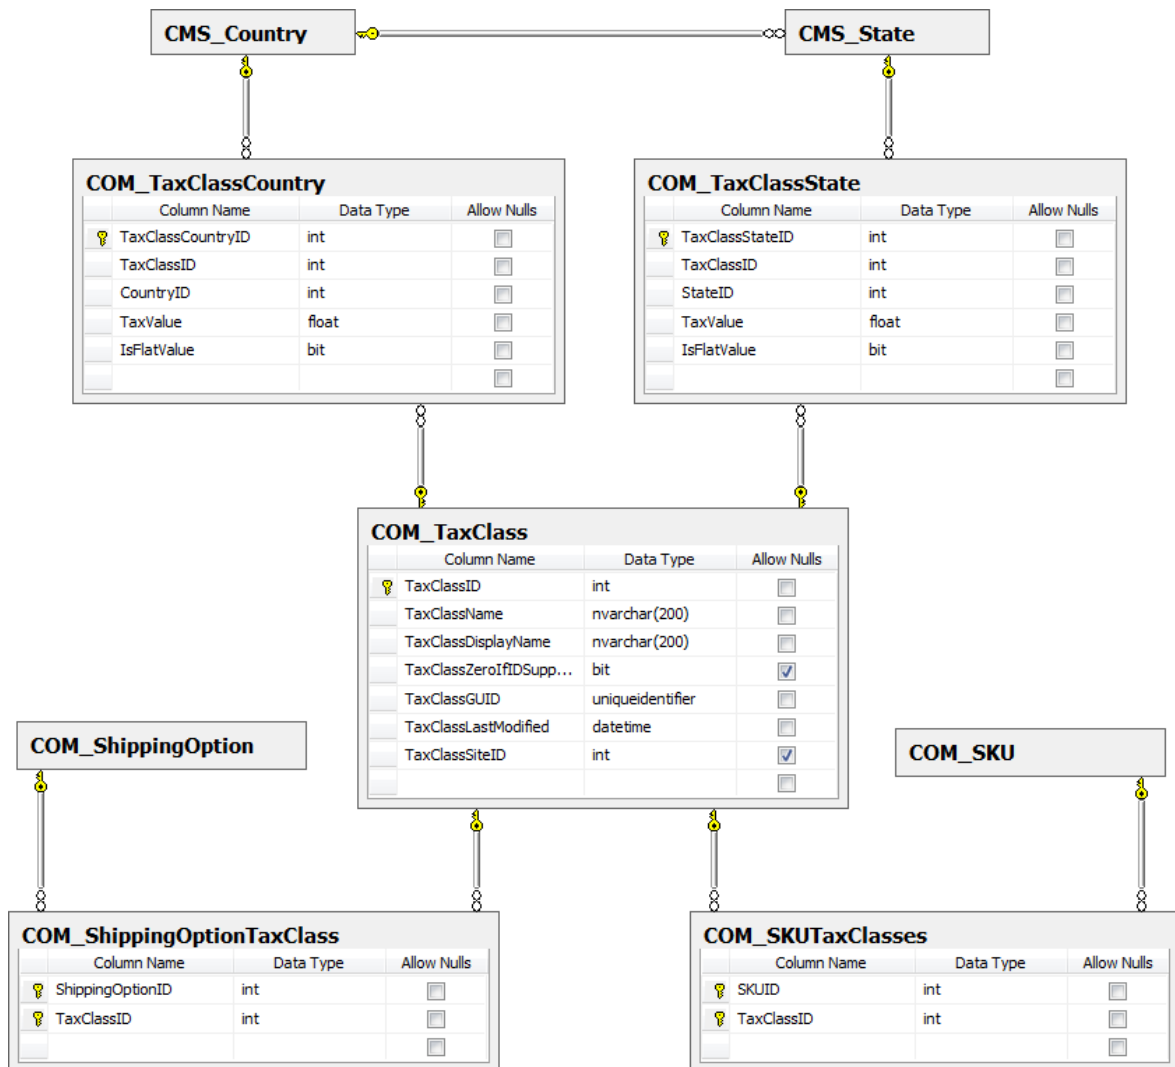 CMS_Country
CMS_State
COM_TaxClassCountry
Column Name Data Type Allow Nulls
TaxClassCountryID int
TaxClassID int
CountryID int
TaxValue float
IsFlatValue bit
COM_TaxClassState
Column Name Data Type Allow Nulls
TaxClassStateID int
TaxClassID int
StateID int
TaxValue float
IsFlatValue bit
COM_TaxClass
Column Name Data Type Allow Nulls
TaxClassID int
TaxClassName nvarchar(200)
TaxClassDisplayName nvarchar(200)
TaxClassZeroIfIDSupp... bit
TaxClassGUID uniqueidentifier
TaxClassLastModified datetime
TaxClassSiteID int
COM_ShippingOption
COM_SKU
COM_ShippingOptionTaxClass
Column Name Data Type Allow Nulls
ShippingOptionID int
TaxClassID int
COM_SKUTaxClasses
Column Name Data Type Allow Nulls
SKUID int
TaxClassID int